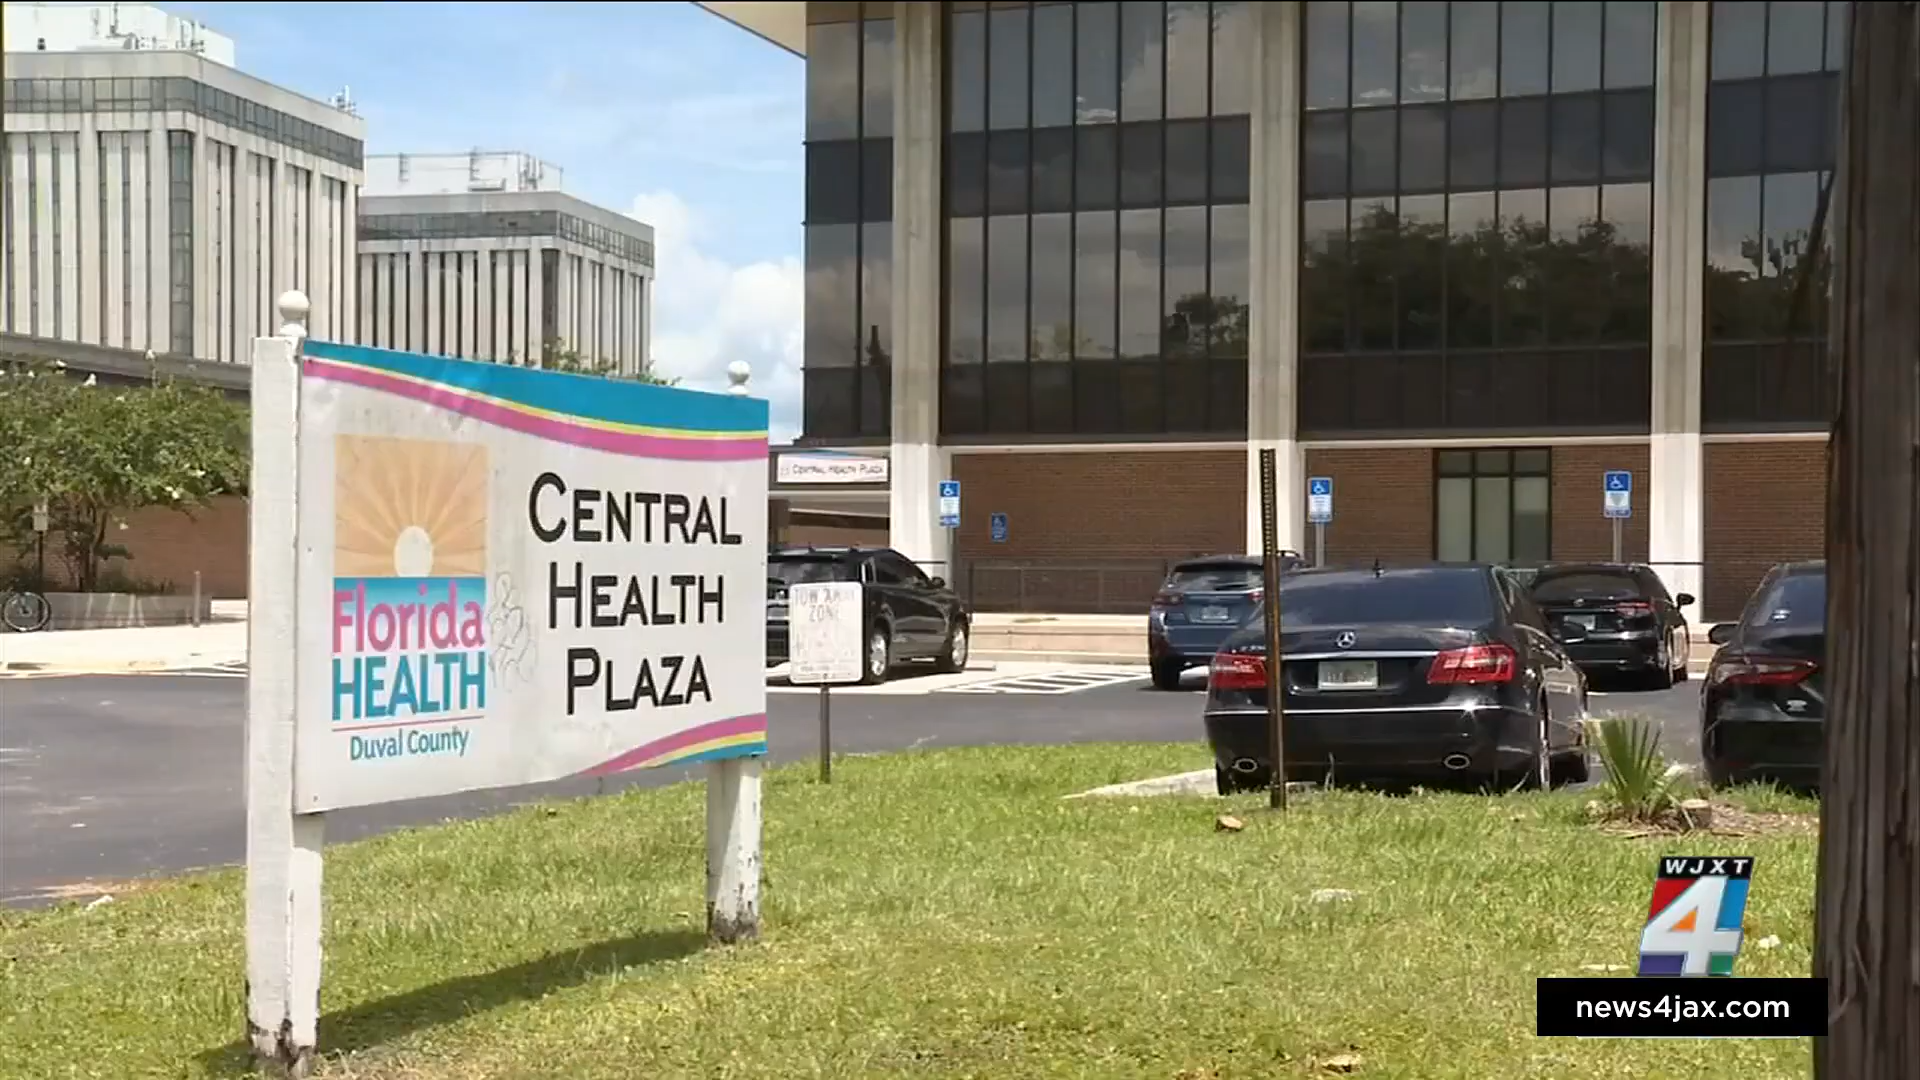 CENTRAL
HEALTH
PLAZA
Florida
HEALTH
Duval County
CENTRAL HEALTH PLAZA
TOW AWAY
ZONE
WJXT
4
news4jax.com